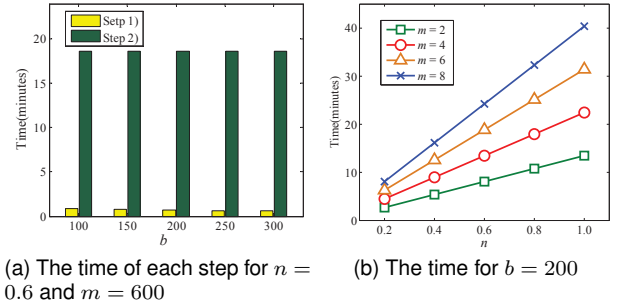 Setp 1)
Step 2)
Time(minutes)
20
15
10
5
0
100 150 200 250 300
b
(a) The time of each step for n =
0.6 and m = 600
m = 2
m = 4
m = 6
m = 8
Time(minutes)
40
30
20
10
0
0.2 0.4 0.6 0.8 1.0
n
(b) The time for b = 200